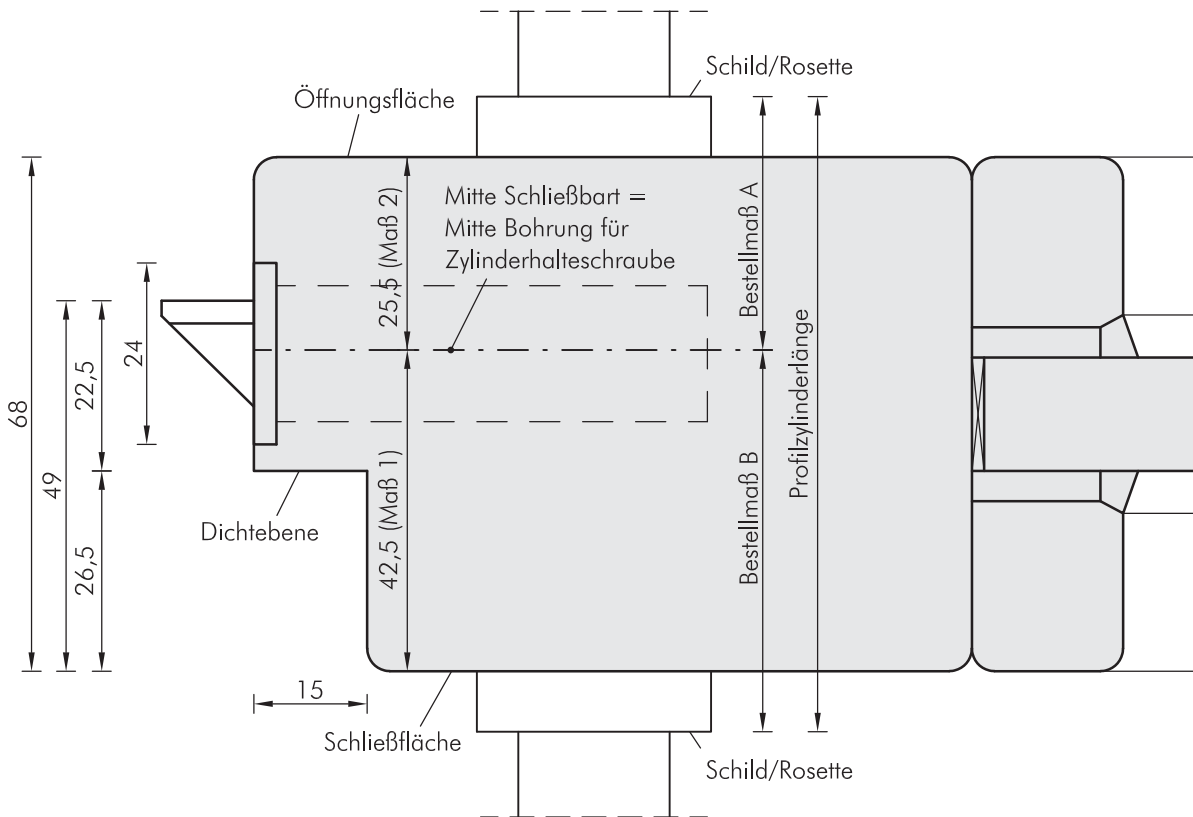 Schild/Rosette
Öffnungsfläche
25,5 (Maß 2)
Mitte Schließbart =
Mitte Bohrung für
Zylinderhalteschraube
Bestellmaß A
Profilzylinderlänge
68
49
22,5
24
26,5
42,5 (Maß 1)
Bestellmaß B
Dichtebene
15
Schließfläche
Schild/Rosette